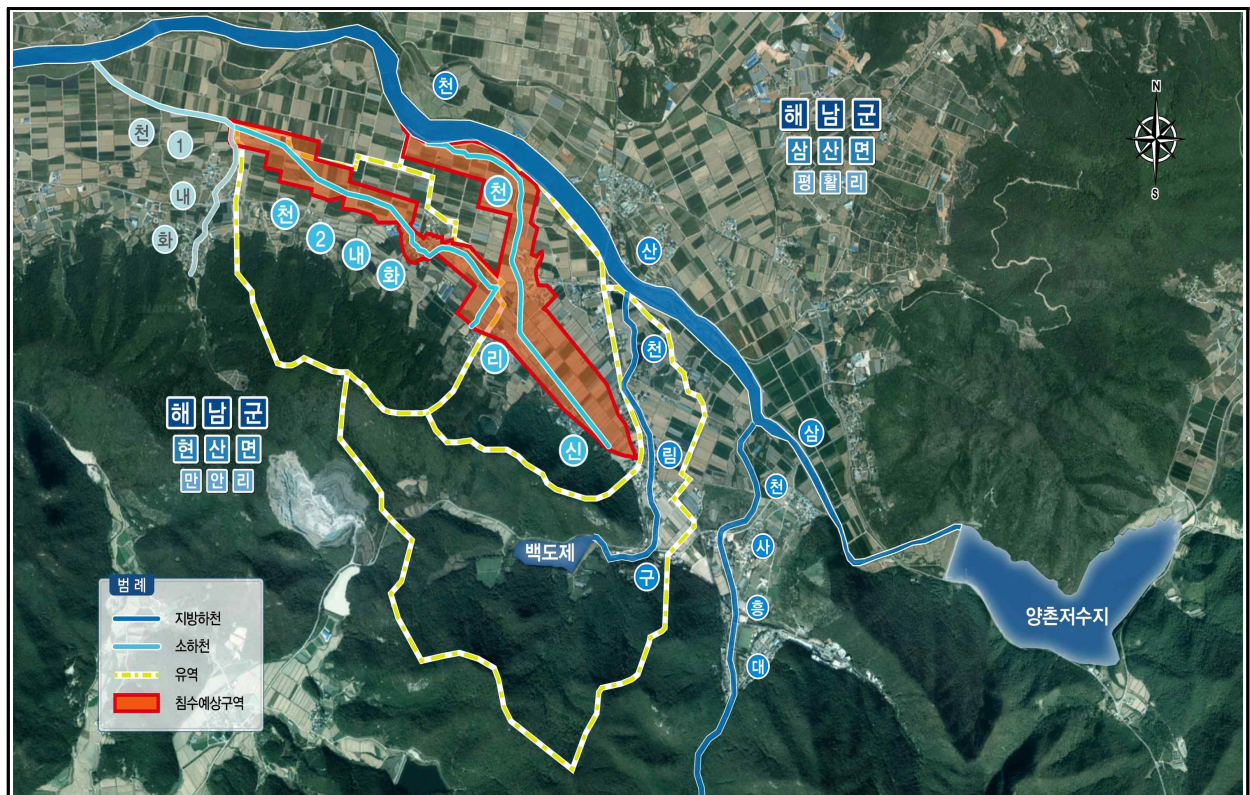 해남군
삼산면
평활리
N
S
천
산
삼
천
1
내
화
천
2
내
화
천
리
신
천
림
구
천
사
흥
대
해남군
현산면
만안리
백도제
양촌저수지
범례
지방하천
소하천
유역
침수예상구역